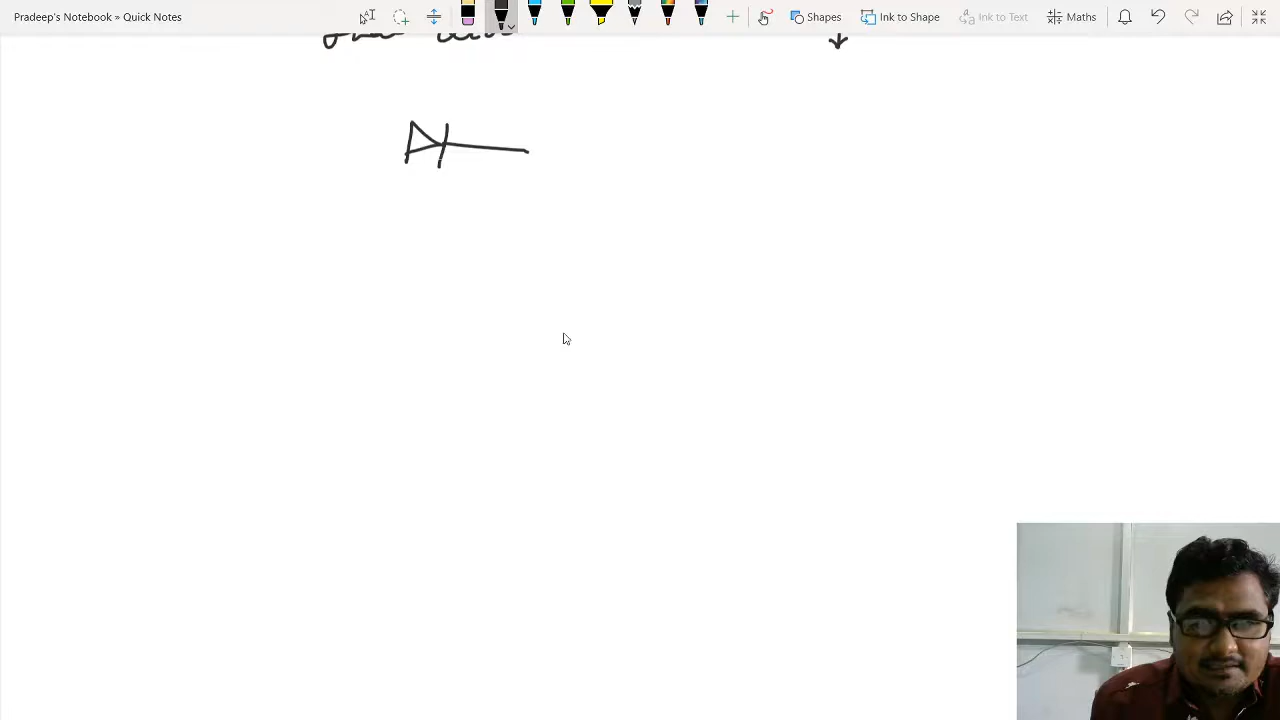 Pradeep's Notebook » Quick Notes
Shapes
Ink to Shape
Ink to Text
Maths